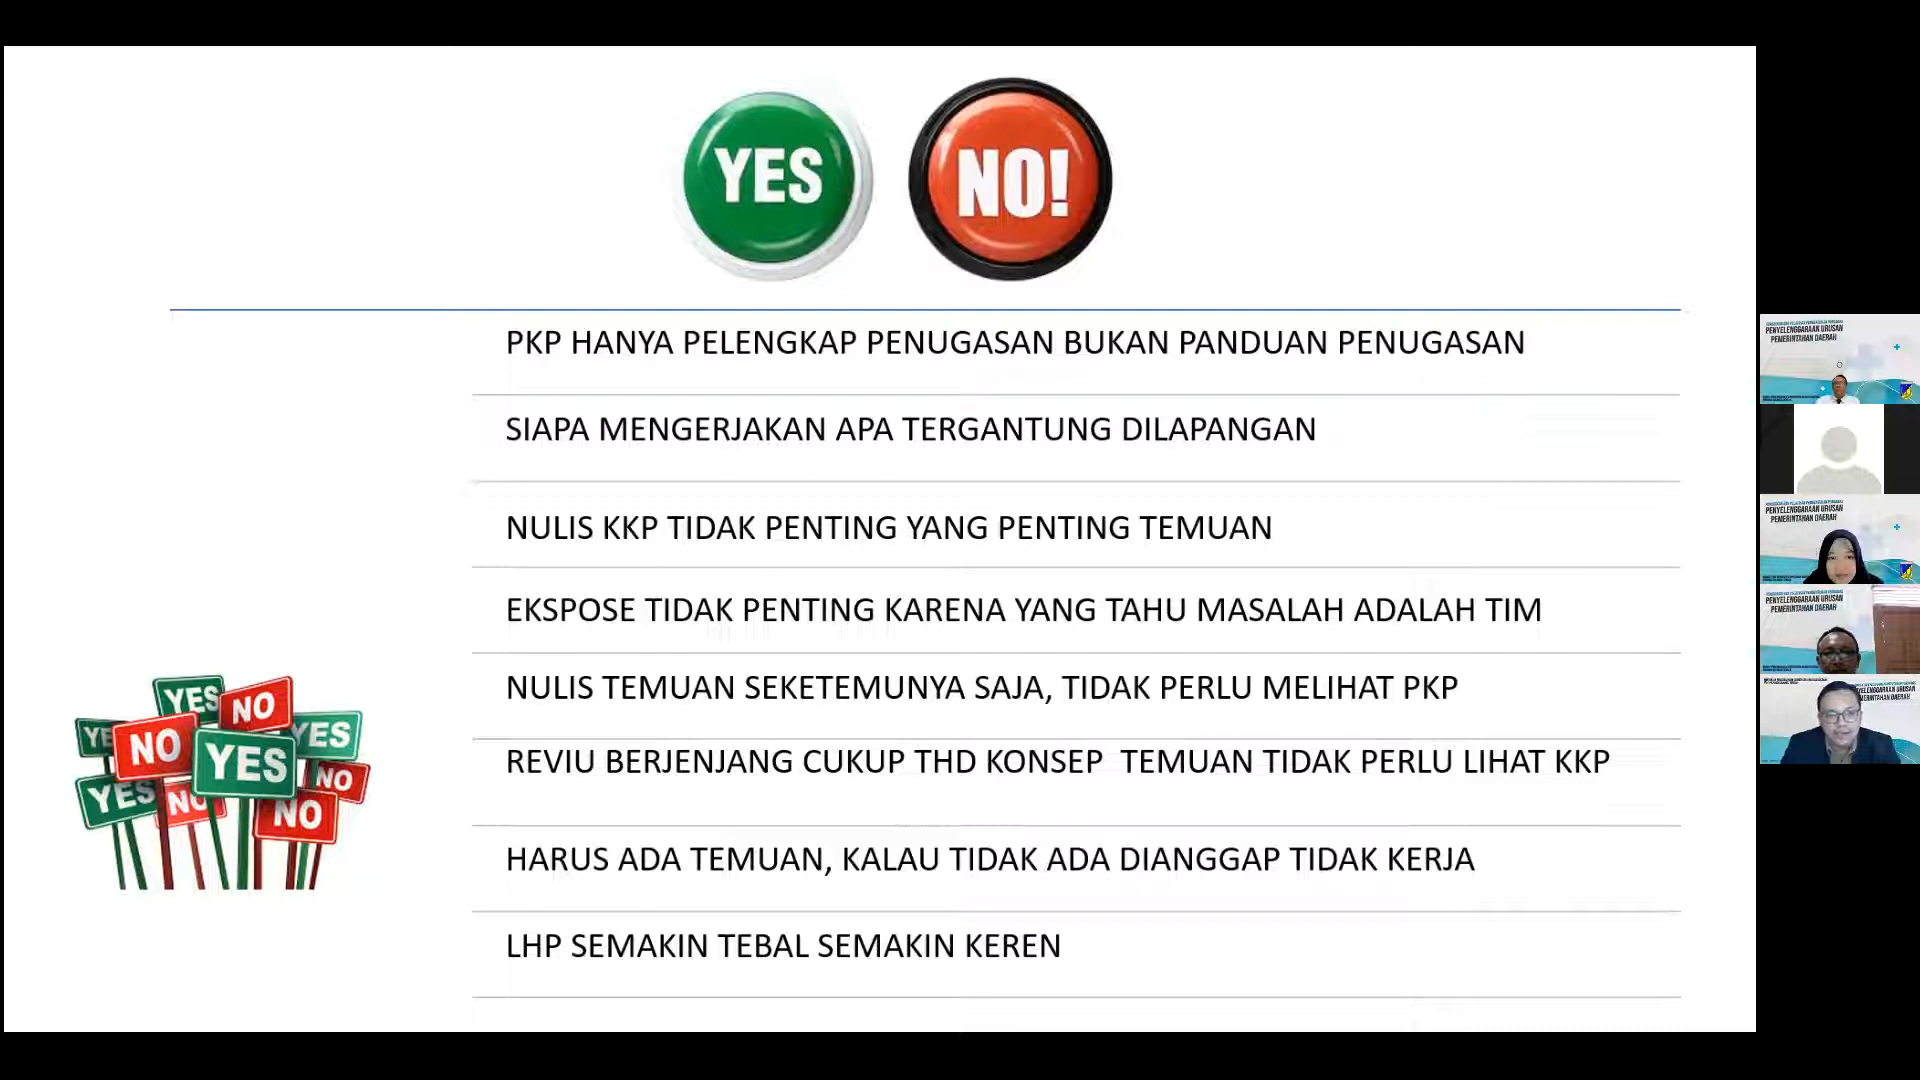 YES
NO!
PKP HANYA PELENGKAP PENUGASAN BUKAN PANDUAN PENUGASAN
SIAPA MENGERJAKAN APA TERGANTUNG DILAPANGAN
NULIS KKP TIDAK PENTING YANG PENTING TEMUAN
EKSPOSE TIDAK PENTING KARENA YANG TAHU MASALAH ADALAH TIM
NULIS TEMUAN SEKETEMUNYA SAJA, TIDAK PERLU MELIHAT PKP
REVIU BERJENJANG CUKUP THD KONSEP  TEMUAN TIDAK PERLU LIHAT KKP
HARUS ADA TEMUAN, KALAU TIDAK ADA DIANGGAP TIDAK KERJA
LHP SEMAKIN TEBAL SEMAKIN KEREN
YES
NO
YE
NO
YES
YES
YES
NO
NO
NO
PENYELENGGARAAN URUSAN
PEMERINTAHAN DAERAH
PENYELENGGARAAN URUSAN
PEMERINTAHAN DAERAH
PENYELENGGARAAN URUSAN
PEMERINTAHAN DAERAH